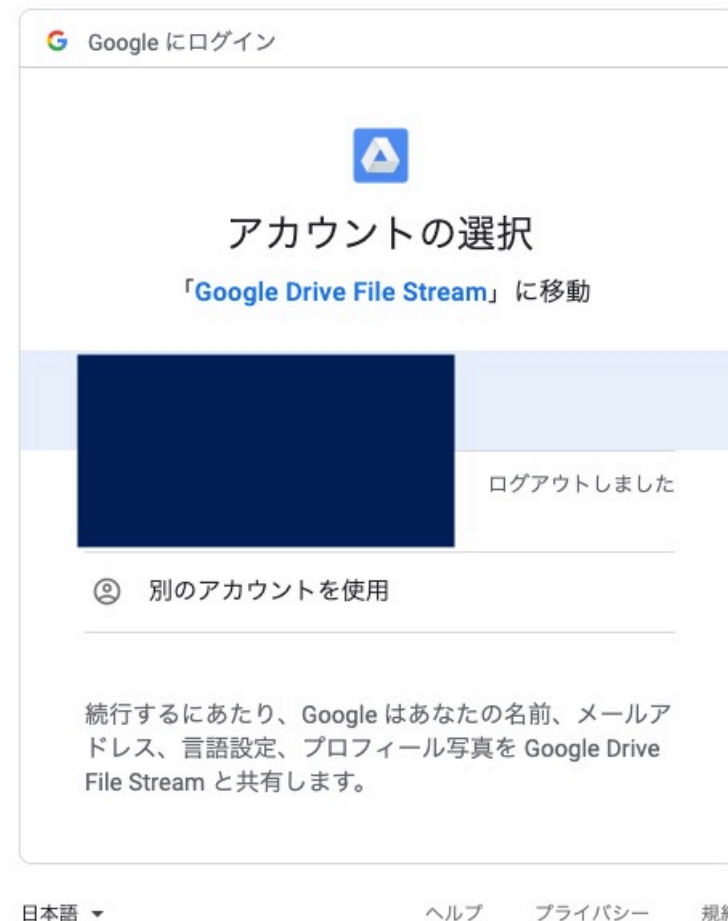 Google にログイン
アカウントの選択
「Google Drive File Stream」に移動
ログアウトしました
別のアカウントを使用
続行するにあたり、Google はあなたの名前、メールア
ドレス、言語設定、プロフィール写真を Google Drive
File Stream と共有します。
日本語 ヘルプ プライバシー